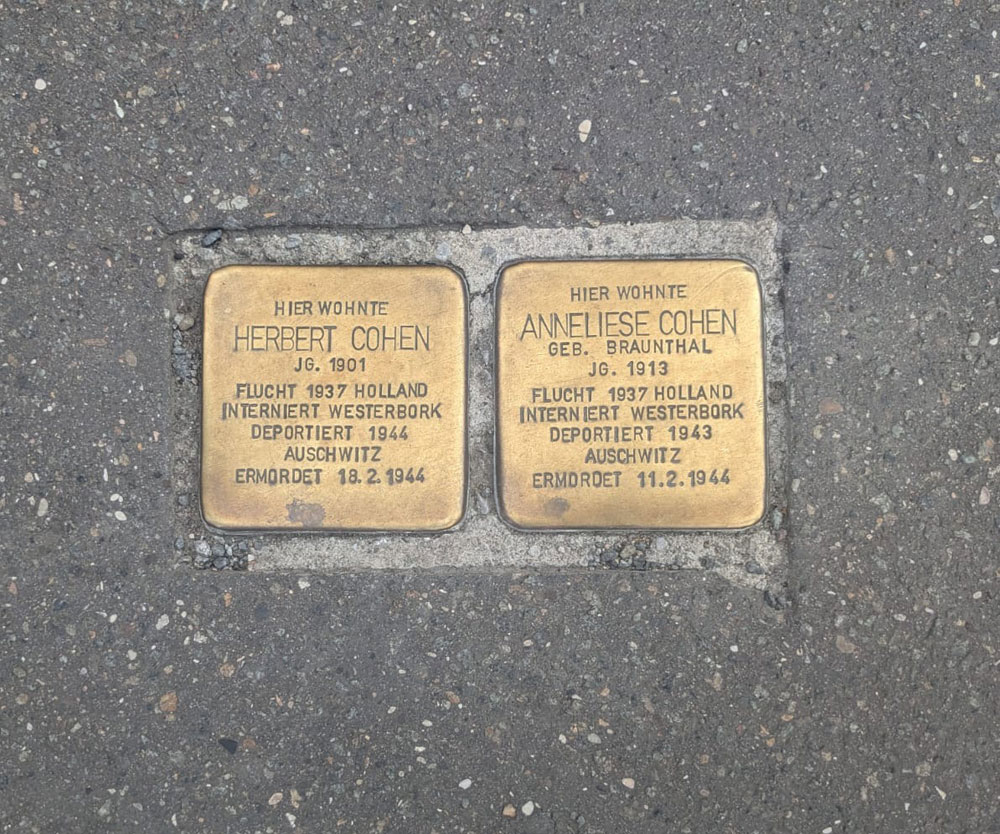 HIER WOHNTE
HERBERT COHEN
JG. 1901
FLUCHT 1937 HOLLAND
INTERNIERT WESTERBORK
DEPORTIERT 1944
AUSCHWITZ
ERMORDET 18.2.1944
HIER WOHNTE
ANNELIESE COHEN
GEB. BRAUNTHAL
JG. 1913
FLUCHT 1937 HOLLAND
INTERNIERT WESTERBORK
DEPORTIERT 1943
AUSCHWITZ
ERMORDET 11.2.1944